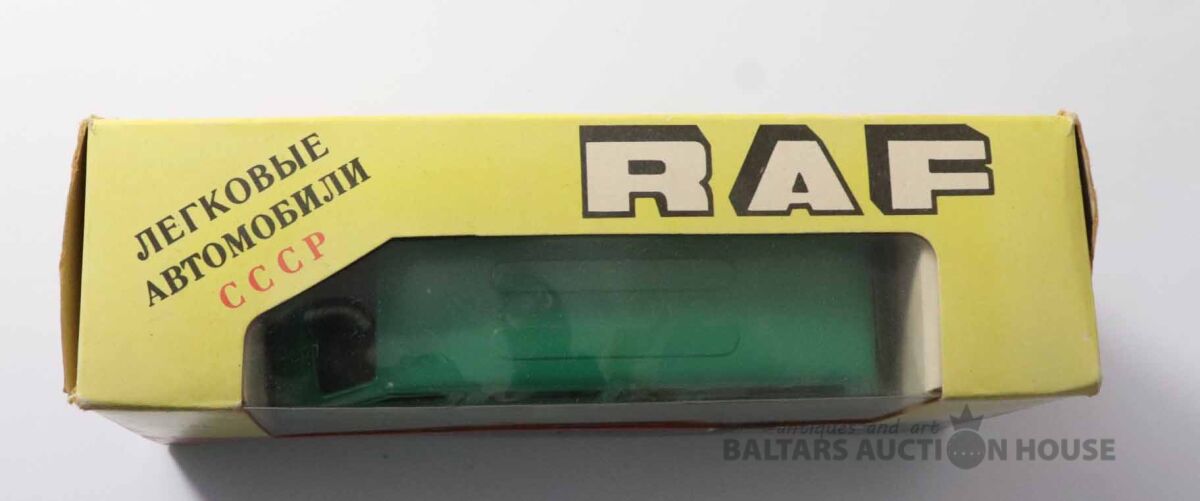 ЛЕГКОВЫЕ
АВТОМОБИЛИ
СССР
RAF
antiques and art
BALTARS AUCTION HOUSE